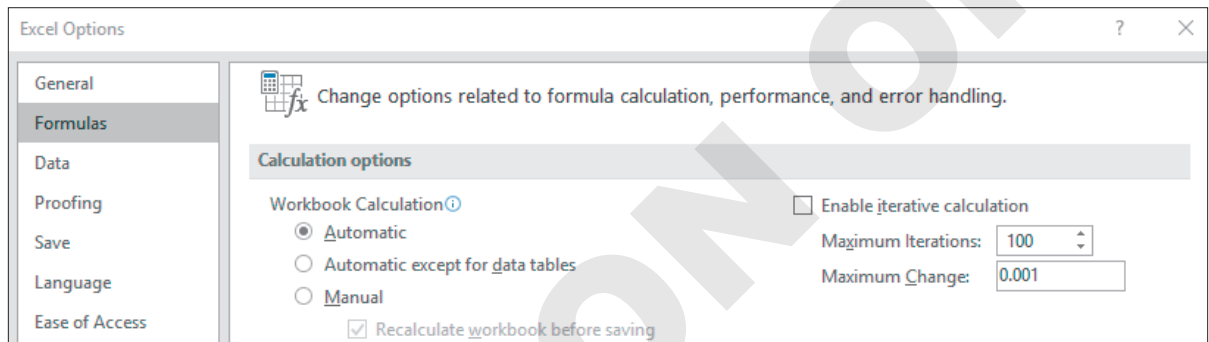 Excel Options ?
General
Formulas
Data
Proofing
Save
Language
Ease of Access
fx Change options related to formula calculation, performance, and error handling.
Calculation options
Workbook Calculation
Automatic
Automatic except for data tables
Manual
Recalculate workbook before saving
Enable iterative calculation
Maximum Iterations: 100
Maximum Change: 0.001
ON